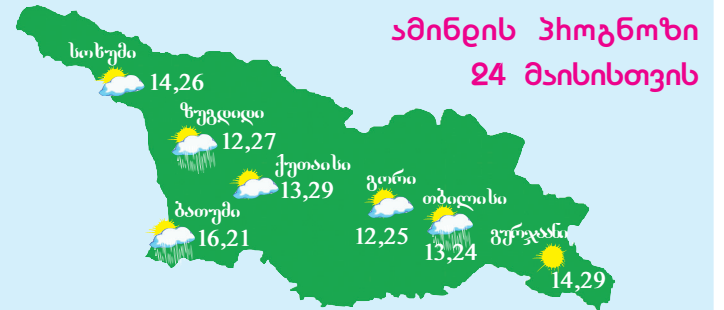 ამინდის პროგნოზი
24 მაისისთვის
სოხუმი
14,26
ზუგდიდი
12,27
ქუთაისი
13,29
გორი
12,25
თბილისი
13,24
ბათუმი
16,21
გურჯაანი
14,29